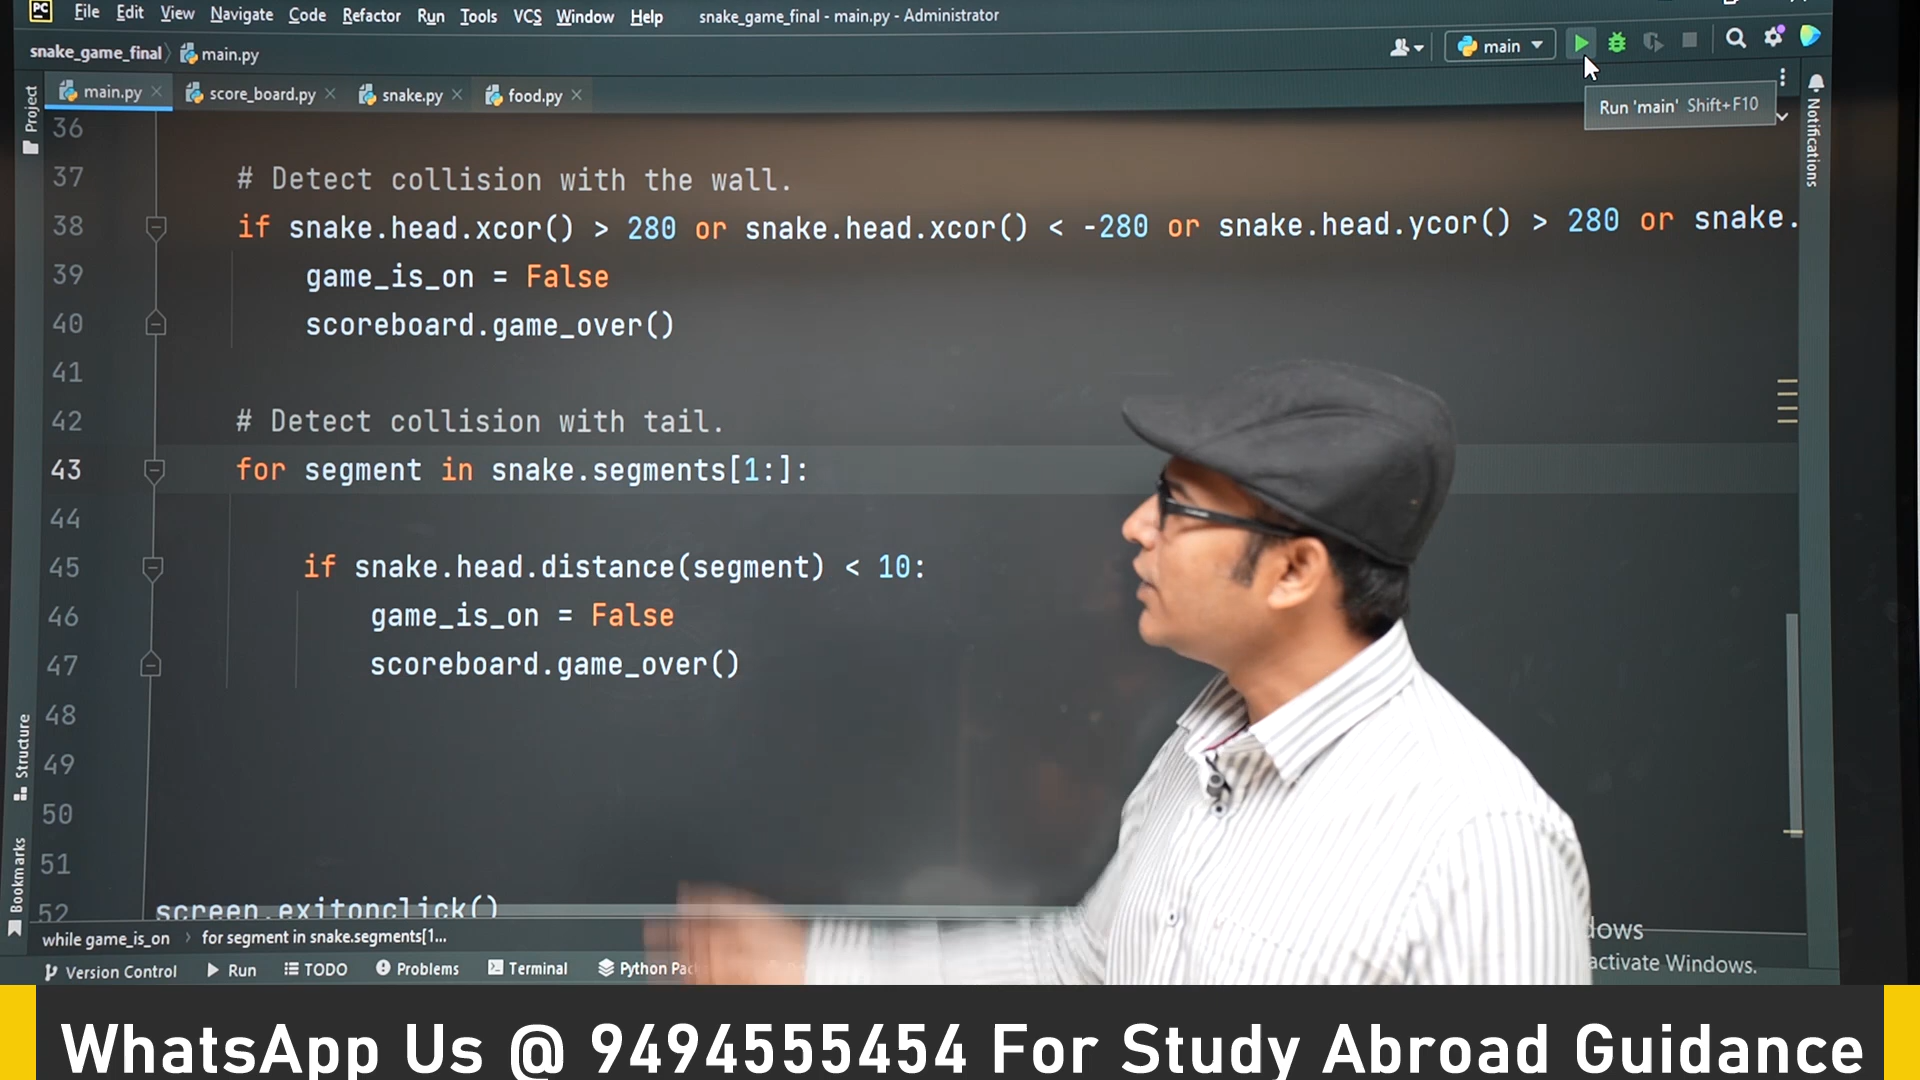 PC File Edit View Navigate Code Refactor Run Tools VCS Window Help snake_game_final - main.py - Administrator
snake_game_final main.py main
main.py score_board.py snake.py food.py
Run 'main' Shift+F10
Project
Notifications
36
37 # Detect collision with the wall.
38 if snake.head.xcor() > 280 or snake.head.xcor() < -280 or snake.head.ycor() > 280 or snake.
39 game_is_on = False
40 scoreboard.game_over()
41
42 # Detect collision with tail.
43 for segment in snake.segments[1:]:
44
45 if snake.head.distance(segment) < 10:
46 game_is_on = False
47 scoreboard.game_over()
48
49
50
51
52 screen.exitonclick()
Structure
Bookmarks
while game_is_on for segment in snake.segments[1...
Version Control Run TODO Problems Terminal Python
activate Windows.
WhatsApp Us @ 9494555454 For Study Abroad Guidance